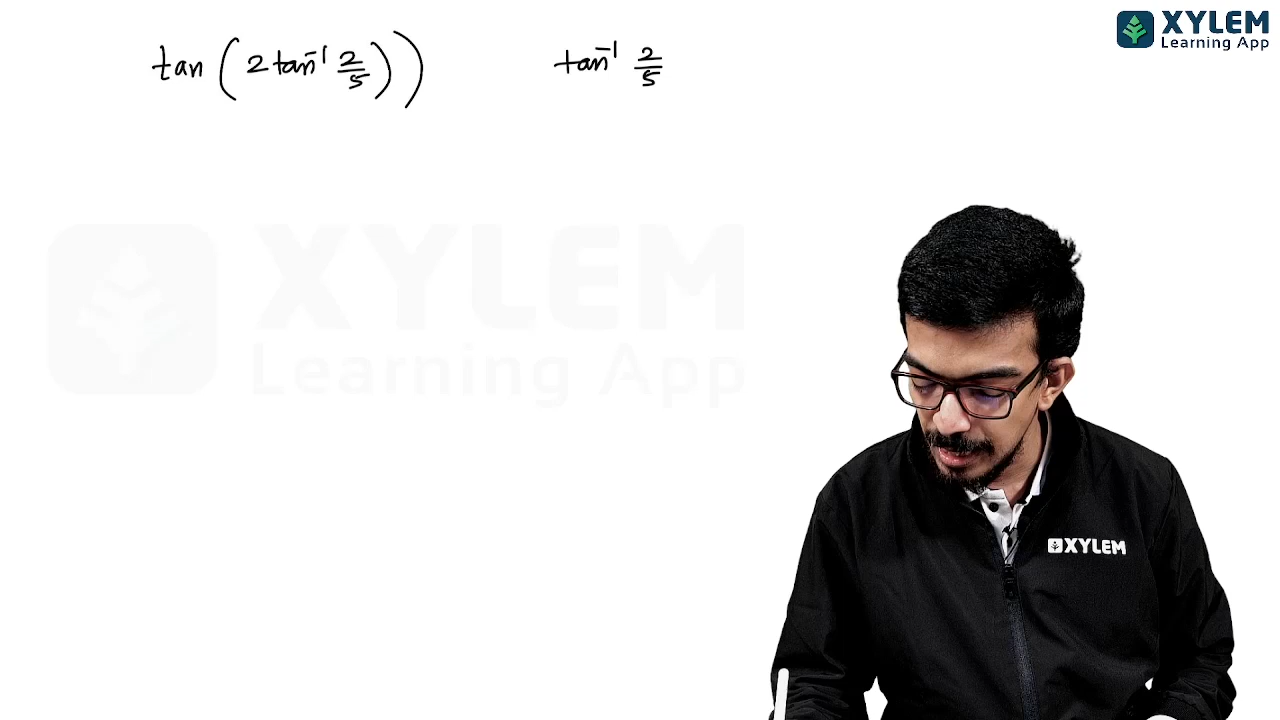 XYLEM
Learning App
tan (2 tan⁻¹ 2/5)) tan⁻¹ 2/5
XYLEM
Learning App
XYLEM